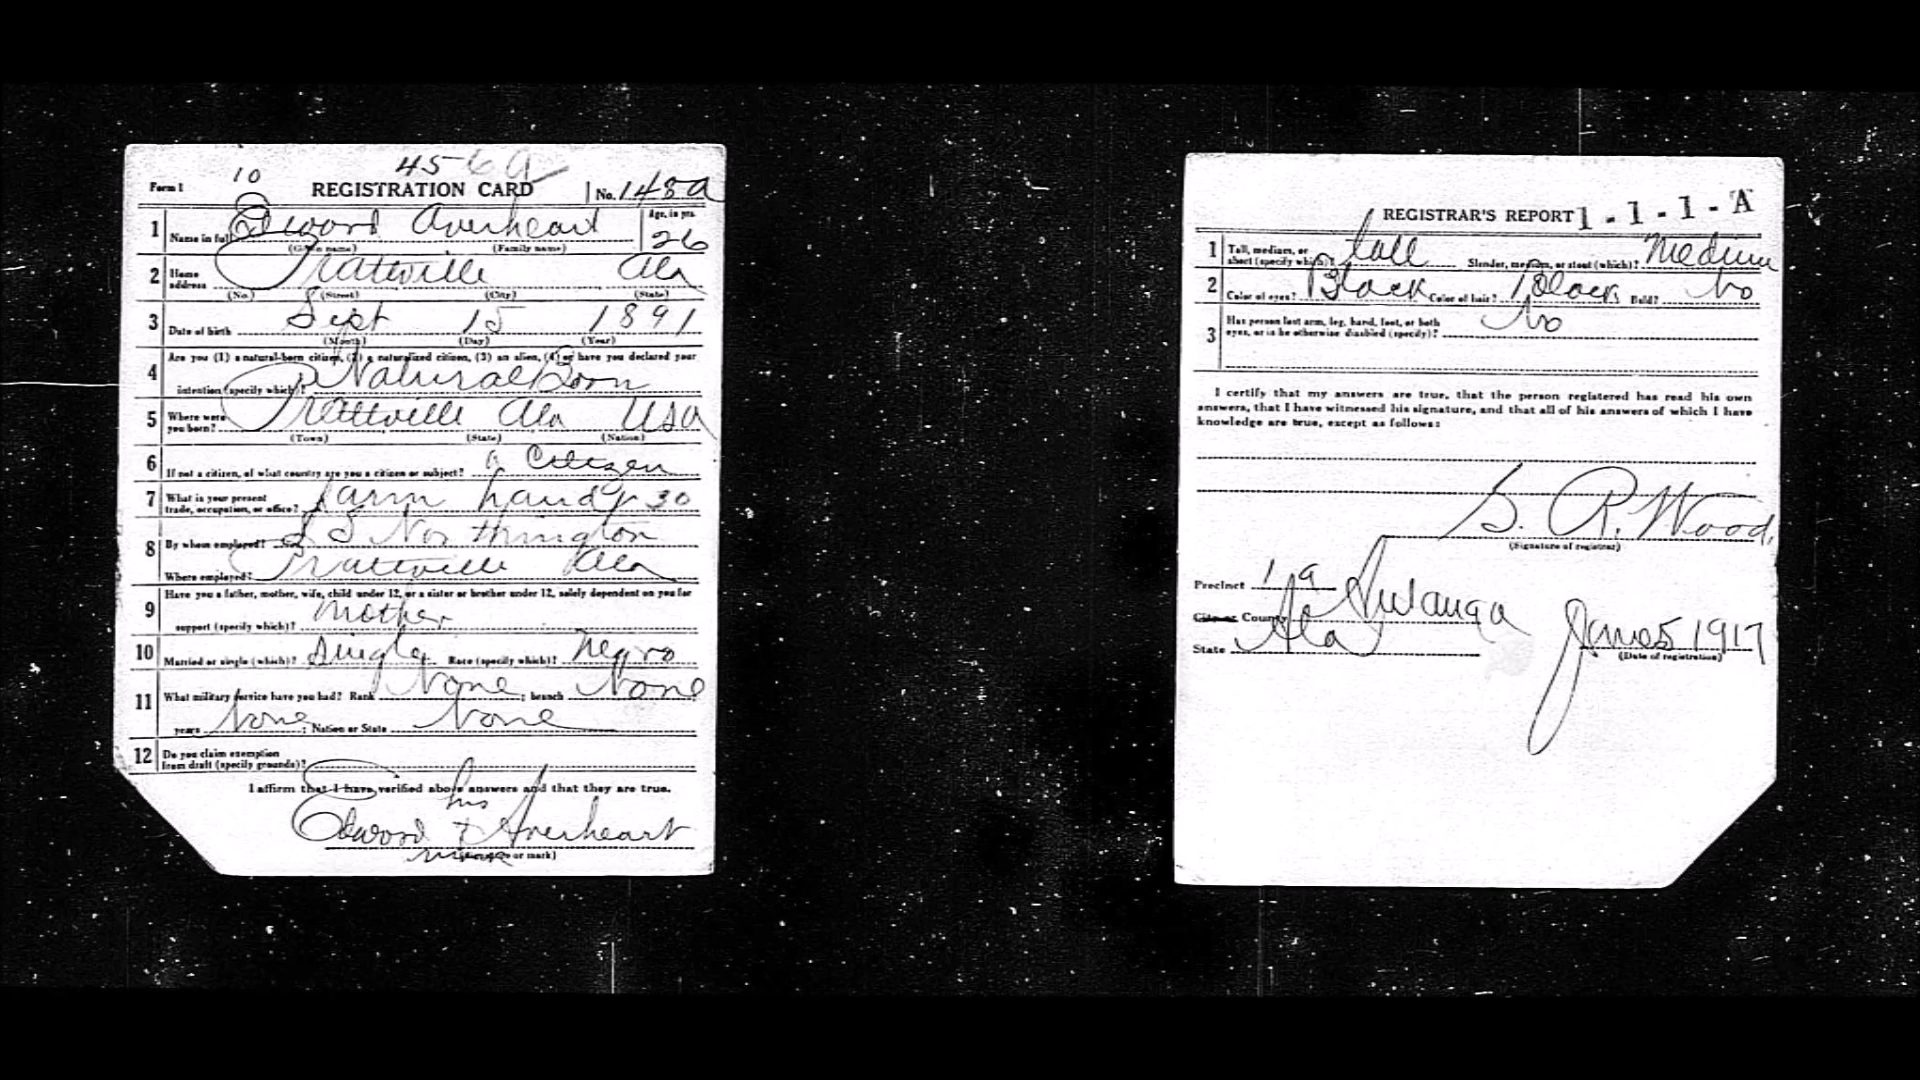 10 45 6a
Form 1 REGISTRATION CARD No. 148a
1 Name in full Edward Averheart Age, in yrs. 26
(Given name) (Family name)
2 Home address Prattville Ala
(No.) (Street) (City) (State)
3 Date of birth Sept 15 1891
(Month) (Day) (Year)
4 Are you (1) a natural-born citizen, (2) a naturalized citizen, (3) an alien, (4) or have you declared your
intention (specify which)? Natural Born
5 Where were you born? Prattville Ala USA
(Town) (State) (Nation)
6 If not a citizen, of what country are you a citizen or subject? a Citizen
7 What is your present trade, occupation, or office? farm hand 30
8 By whom employed? Northington
Where employed? Prattville Ala
9 Have you a father, mother, wife, child under 12, or a sister or brother under 12, solely dependent on you for
support (specify which)? Mother
10 Married or single (which)? Single Race (specify which)? Negro
11 What military service have you had? Rank None ; branch None
years None ; Nation or State None
12 Do you claim exemption
from draft (specify grounds)?
I affirm that I have verified above answers and that they are true.
his
Edward + Averheart
mark (Signature or mark)
REGISTRAR'S REPORT 1-1-1-A
1 Tall, medium, or short (specify which)? tall Slender, medium, or stout (which)? Medium
2 Color of eyes? Black Color of hair? Black Bald? No
3 Has person lost arm, leg, hand, foot, or both
eyes, or is he otherwise disabled (specify)? No
I certify that my answers are true, that the person registered has read his own
answers, that I have witnessed his signature, and that all of his answers of which I have
knowledge are true, except as follows:
S. R. Wood
(Signature of registrar)
Precinct 1 a
City or County Autauga
State Ala
June 5 1917
(Date of registration)